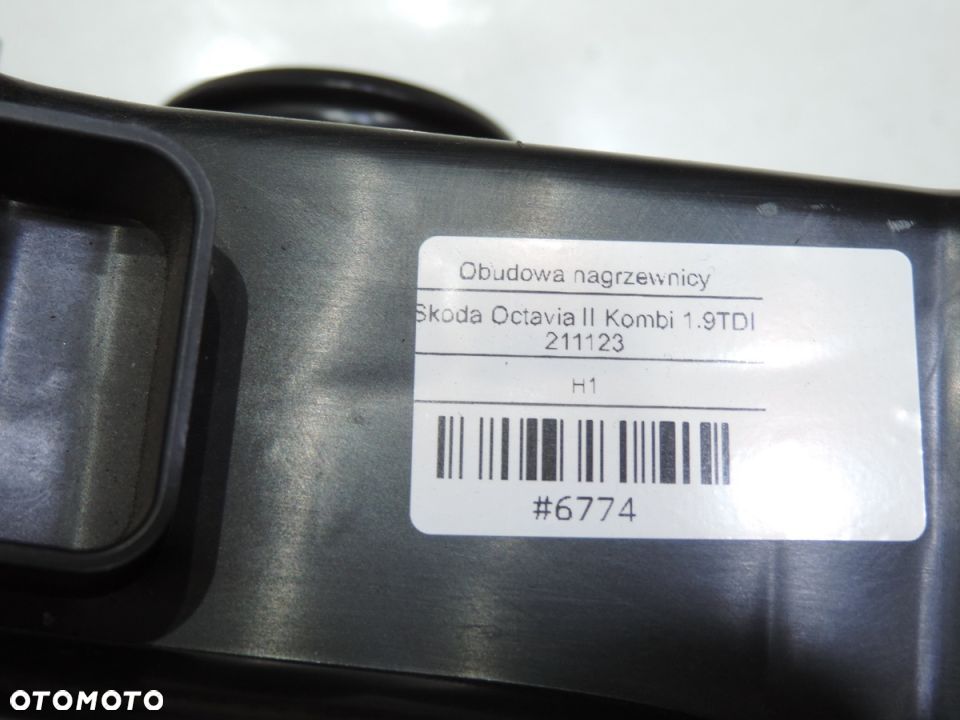 Obudowa nagrzewnicy
Skoda Octavia II Kombi 1.9TDI
211123
H1
#6774
OTOMOTO